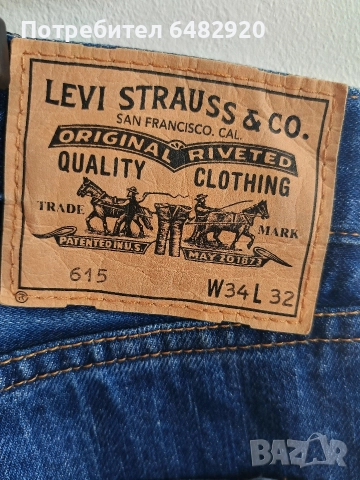 Потребител 6482920
LEVI STRAUSS & CO.
SAN FRANCISCO. CAL.
ORIGINAL RIVETED
QUALITY CLOTHING
TRADE MARK
PATENTED IN U.S. MAY 20 1873
615 W34 L 32
®
BAZAR